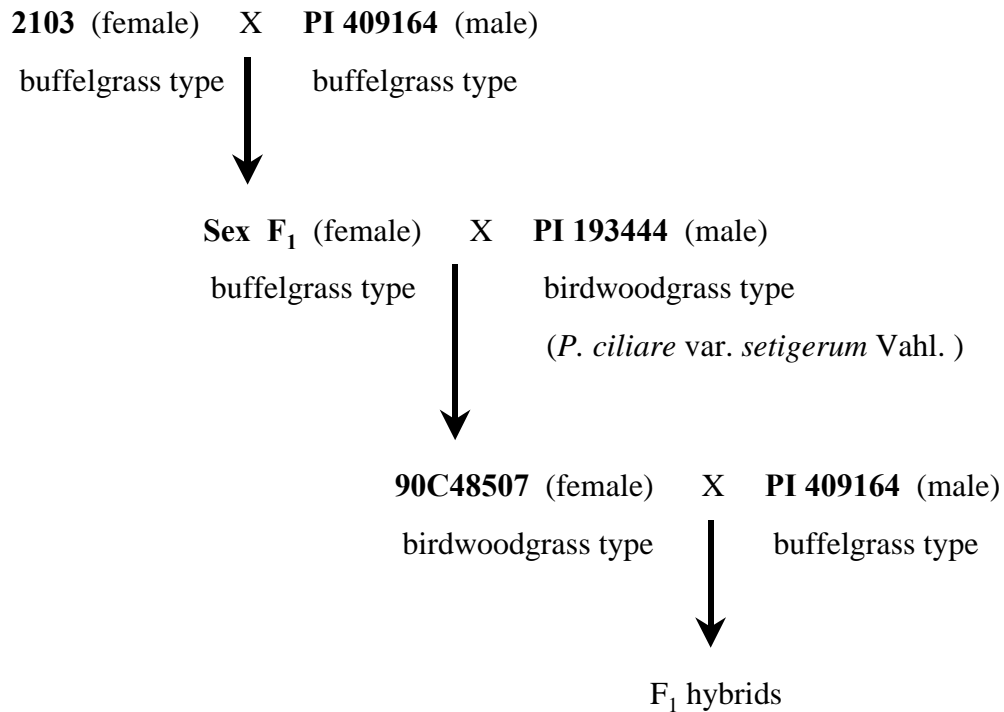 2103 (female) X PI 409164 (male)
buffelgrass type buffelgrass type
Sex F1 (female) X PI 193444 (male)
buffelgrass type birdwoodgrass type
(P. ciliare var. setigerum Vahl. )
90C48507 (female) X PI 409164 (male)
birdwoodgrass type buffelgrass type
F1 hybrids